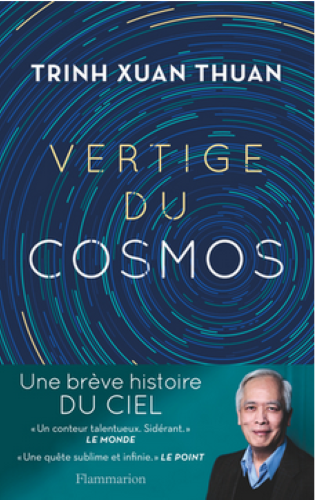 TRINH XUAN THUAN
VERTIGE
DU
COSMOS
Une brève histoire
DU CIEL
« Un conteur talentueux. Sidérant. »
LE MONDE
« Une quête sublime et infinie. » LE POINT
Flammarion